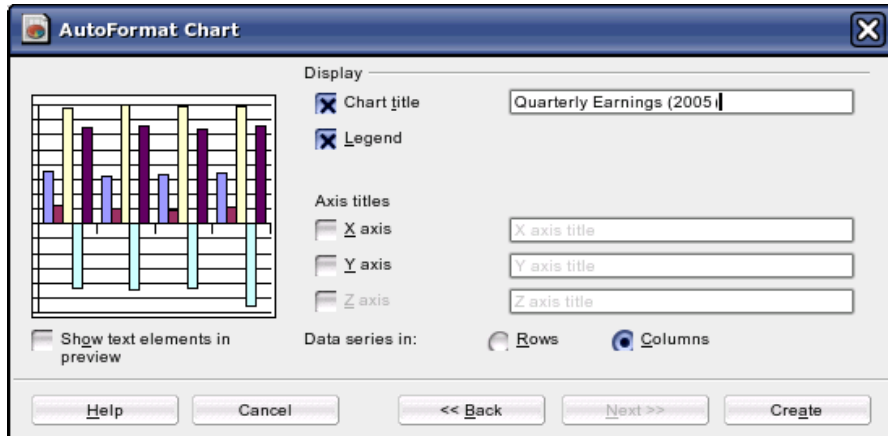 AutoFormat Chart
Display
Chart title
Quarterly Earnings (2005)
Legend
Axis titles
X axis
X axis title
Y axis
Y axis title
Z axis
Z axis title
Show text elements in
preview
Data series in:
Rows
Columns
Help
Cancel
<< Back
Next >>
Create